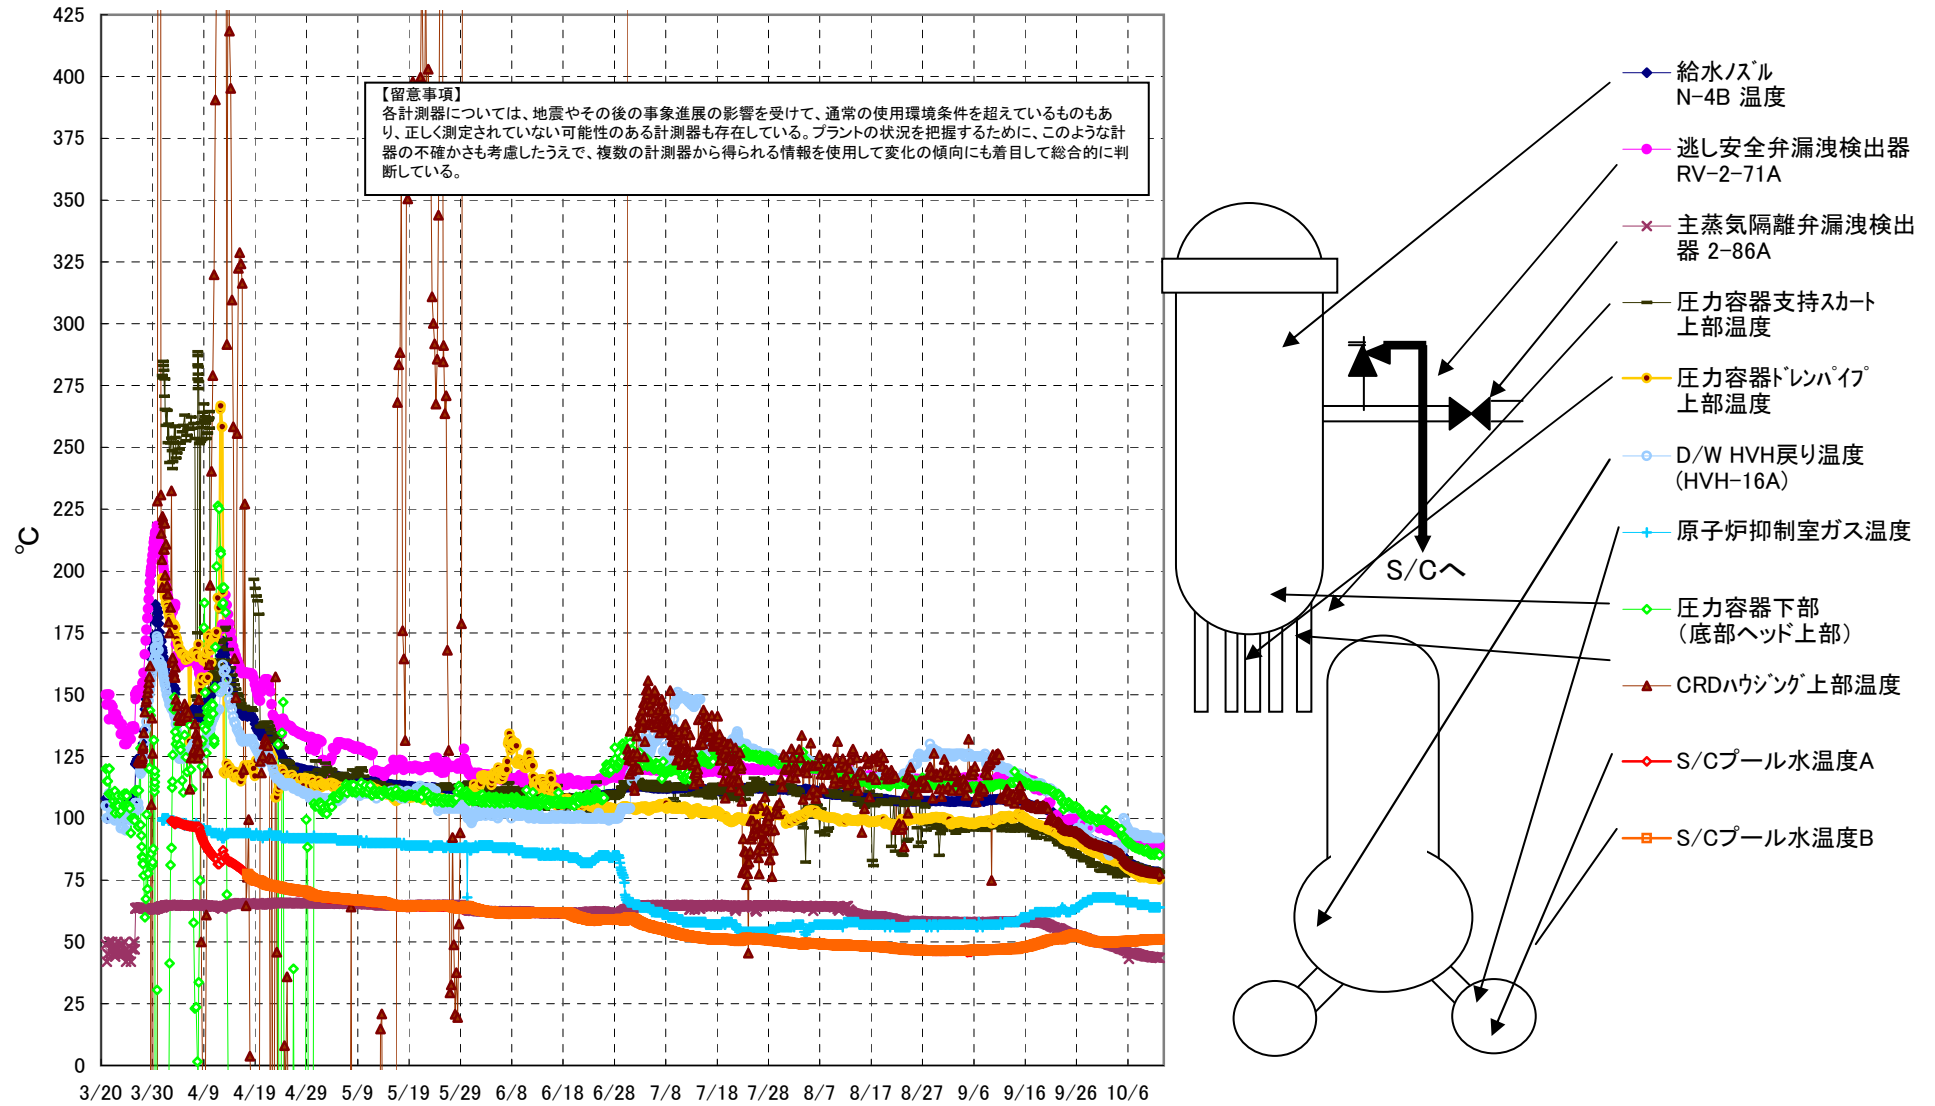 425
400
375
350
325
300
275
250
225
200
175
150
125
100
75
50
25
0
℃
3/20 3/30 4/9 4/19 4/29 5/9 5/19 5/29 6/8 6/18 6/28 7/8 7/18 7/28 8/7 8/17 8/27 9/6 9/16 9/26 10/6
【留意事項】
各計測器については、地震やその後の事象進展の影響を受けて、通常の使用環境条件を超えているものもあ
り、正しく測定されていない可能性のある計測器も存在している。プラントの状況を把握するために、このような計
器の不確かさも考慮したうえで、複数の計測器から得られる情報を使用して変化の傾向にも着目して総合的に判
断している。
S/Cへ
給水ﾉｽﾞﾙ
N-4B 温度
逃し安全弁漏洩検出器
RV-2-71A
主蒸気隔離弁漏洩検出
器 2-86A
圧力容器支持ｽｶｰﾄ
上部温度
圧力容器ﾄﾞﾚﾝﾊﾟｲﾌﾟ
上部温度
D/W HVH戻り温度
(HVH-16A)
原子炉抑制室ガス温度
圧力容器下部
（底部ヘッド上部）
CRDﾊｳｼﾞﾝｸﾞ上部温度
S/Cプール水温度A
S/Cプール水温度B